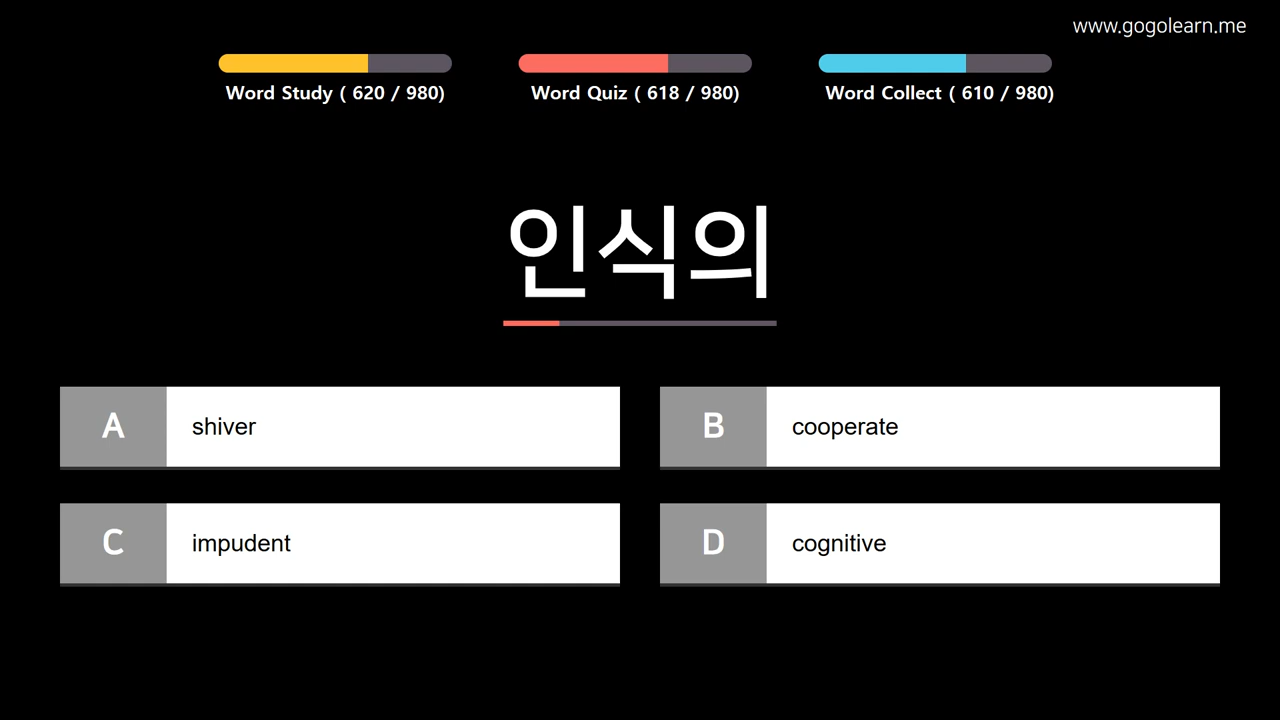 www.gogolearn.me
Word Study ( 620 / 980)
Word Quiz ( 618 / 980)
Word Collect ( 610 / 980)
인식의
A shiver
B cooperate
C impudent
D cognitive